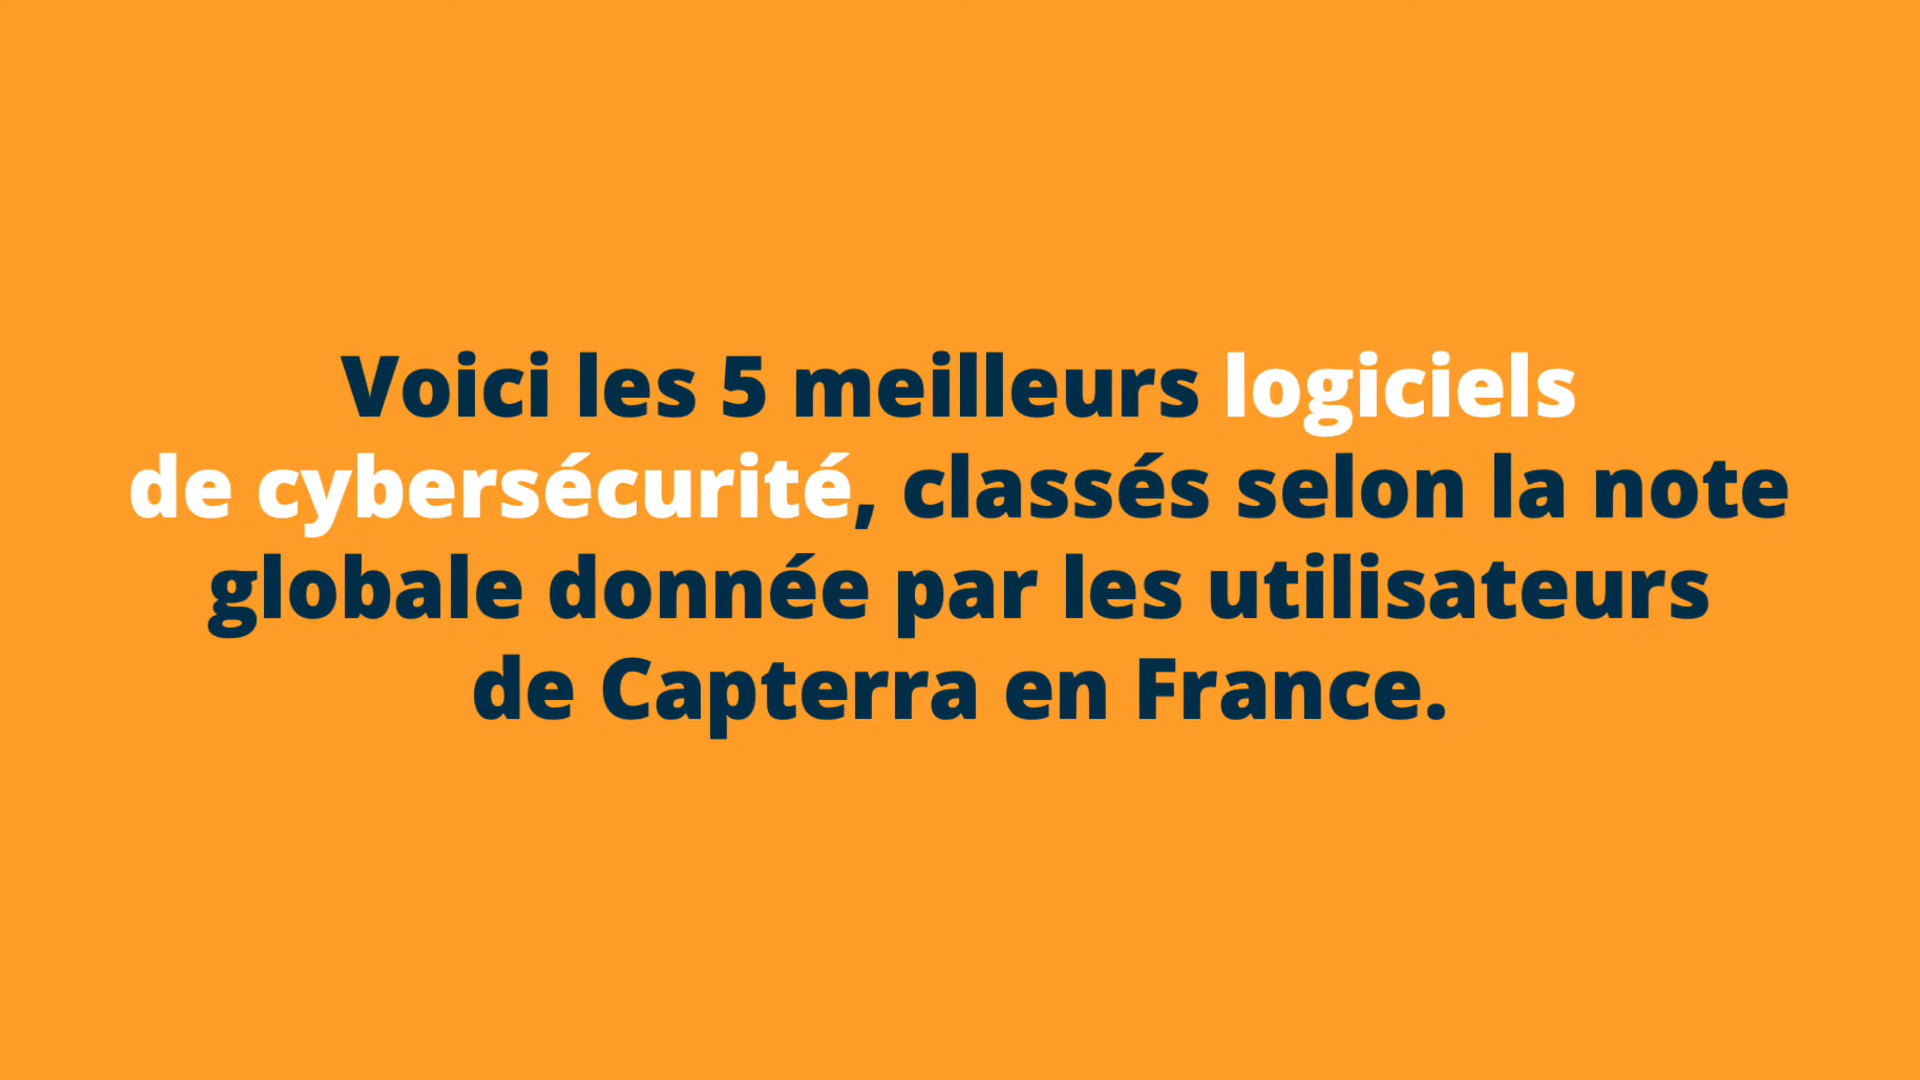 Voici les 5 meilleurs logiciels
de cybersécurité, classés selon la note
globale donnée par les utilisateurs
de Capterra en France.